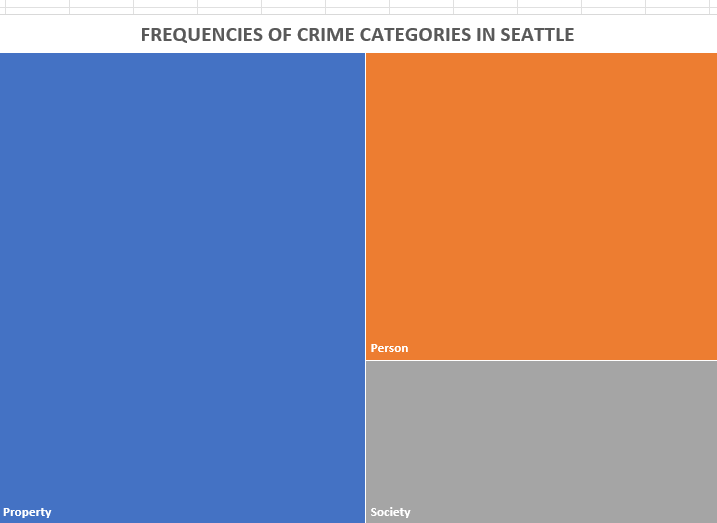 FREQUENCIES OF CRIME CATEGORIES IN SEATTLE
Person
Property
Society